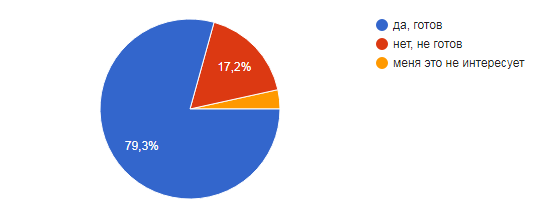 да, готов
нет, не готов
меня это не интересует
17,2%
79,3%